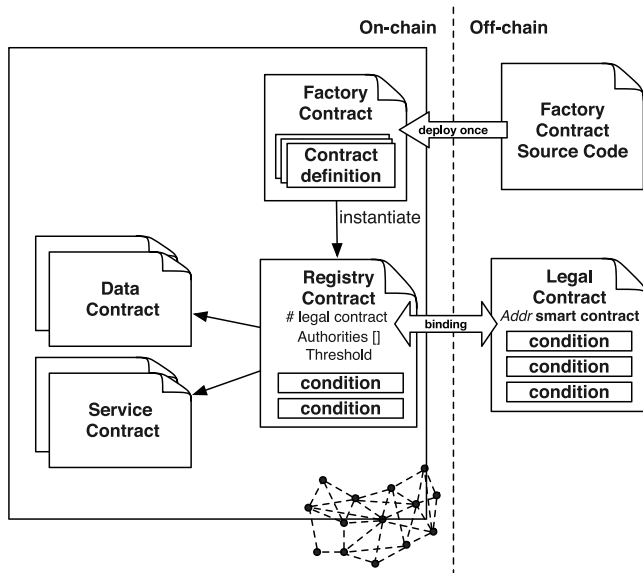 On-chain
Off-chain
Factory
Contract
Contract
definition
deploy once
Factory
Contract
Source Code
instantiate
Data
Contract
Registry
Contract
# legal contract
Authorities []
Threshold
condition
condition
binding
Legal
Contract
Addr smart contract
condition
condition
condition
Service
Contract